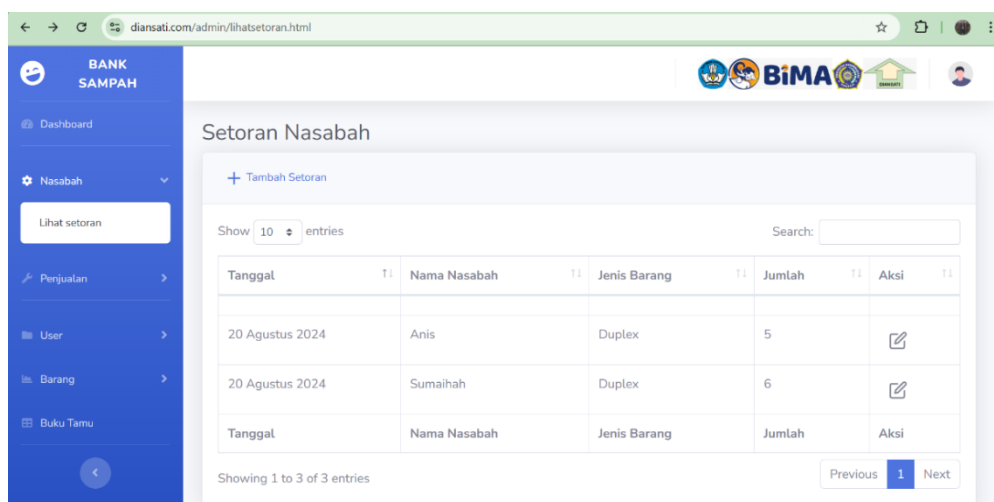 diansati.com/admin/lihatsetoran.html
BANK
SAMPAH
BiMA
Dashboard
Nasabah
Lihat setoran
Penjualan
User
Barang
Buku Tamu
Setoran Nasabah
+ Tambah Setoran
Show 10 entries Search:
Tanggal Nama Nasabah Jenis Barang Jumlah Aksi
20 Agustus 2024 Anis Duplex 5
20 Agustus 2024 Sumaihah Duplex 6
Tanggal Nama Nasabah Jenis Barang Jumlah Aksi
Showing 1 to 3 of 3 entries Previous 1 Next